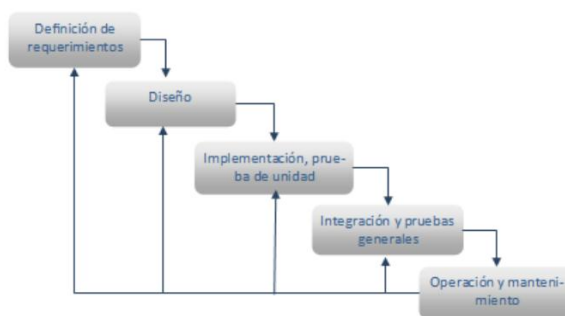 Definición de
requerimientos
Diseño
Implementación, prue-
ba de unidad
Integración y pruebas
generales
Operación y manteni-
miento